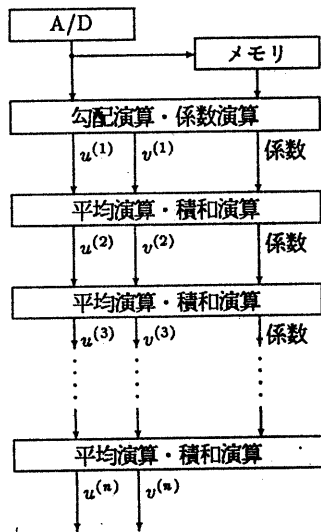 A/D
メモリ
勾配演算・係数演算
u(1) v(1) 係数
平均演算・積和演算
u(2) v(2) 係数
平均演算・積和演算
u(3) v(3) 係数
平均演算・積和演算
u(n) v(n)